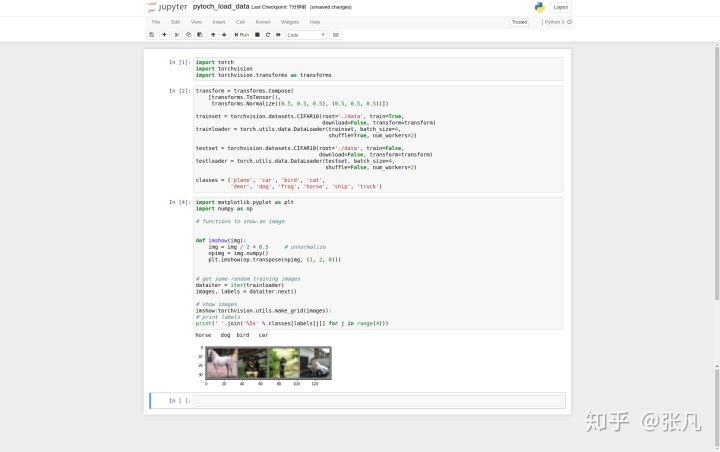 jupyter pytoch_load_data Last Checkpoint: 7分钟前 (unsaved changes) Logout
File Edit View Insert Cell Kernel Widgets Help Trusted Python 3
Run Code
In [1]: import torch
import torchvision
import torchvision.transforms as transforms
In [2]: transform = transforms.Compose(
[transforms.ToTensor(),
transforms.Normalize((0.5, 0.5, 0.5), (0.5, 0.5, 0.5))])
trainset = torchvision.datasets.CIFAR10(root='./data', train=True,
download=False, transform=transform)
trainloader = torch.utils.data.DataLoader(trainset, batch_size=4,
shuffle=True, num_workers=2)
testset = torchvision.datasets.CIFAR10(root='./data', train=False,
download=False, transform=transform)
testloader = torch.utils.data.DataLoader(testset, batch_size=4,
shuffle=False, num_workers=2)
classes = ('plane', 'car', 'bird', 'cat',
'deer', 'dog', 'frog', 'horse', 'ship', 'truck')
In [4]: import matplotlib.pyplot as plt
import numpy as np
# functions to show an image
def imshow(img):
img = img / 2 + 0.5 # unnormalize
npimg = img.numpy()
plt.imshow(np.transpose(npimg, (1, 2, 0)))
# get some random training images
dataiter = iter(trainloader)
images, labels = dataiter.next()
# show images
imshow(torchvision.utils.make_grid(images))
# print labels
print(' '.join('%5s' % classes[labels[j]] for j in range(4)))
horse dog bird car
0
10
20
30
0 20 40 60 80 100 120
In [ ]:
知乎 @张凡